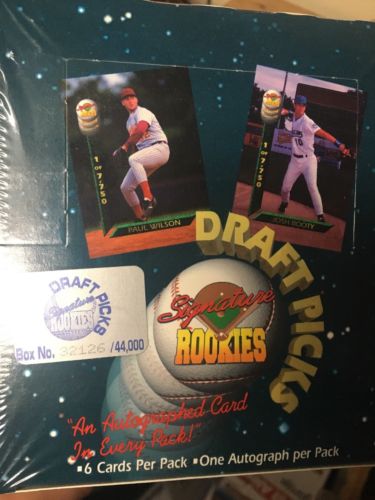 1 OF 7,750
PAUL WILSON
1 OF 7,750
10
JOSH BOOTY
DRAFT PICKS
DRAFT PICKS
Signature
Box No. 32126 /44,000
Signature
ROOKIES
"An Autographed Card
In Every Pack!"
▪6 Cards Per Pack ▪One Autograph per Pack